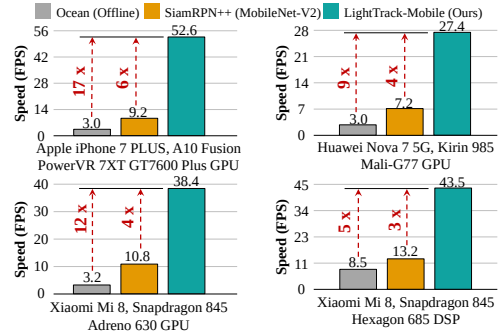 Ocean (Offline) SiamRPN++ (MobileNet-V2) LightTrack-Mobile (Ours)
Speed (FPS)
56
42
28
14
0
17 x
6 x
3.0
9.2
52.6
Apple iPhone 7 PLUS, A10 Fusion
PowerVR 7XT GT7600 Plus GPU
Speed (FPS)
28
21
14
7
0
9 x
4 x
3.0
7.2
27.4
Huawei Nova 7 5G, Kirin 985
Mali-G77 GPU
Speed (FPS)
40
30
20
10
0
12 x
4 x
3.2
10.8
38.4
Xiaomi Mi 8, Snapdragon 845
Adreno 630 GPU
Speed (FPS)
45
34
22
11
0
5 x
3 x
8.5
13.2
43.5
Xiaomi Mi 8, Snapdragon 845
Hexagon 685 DSP